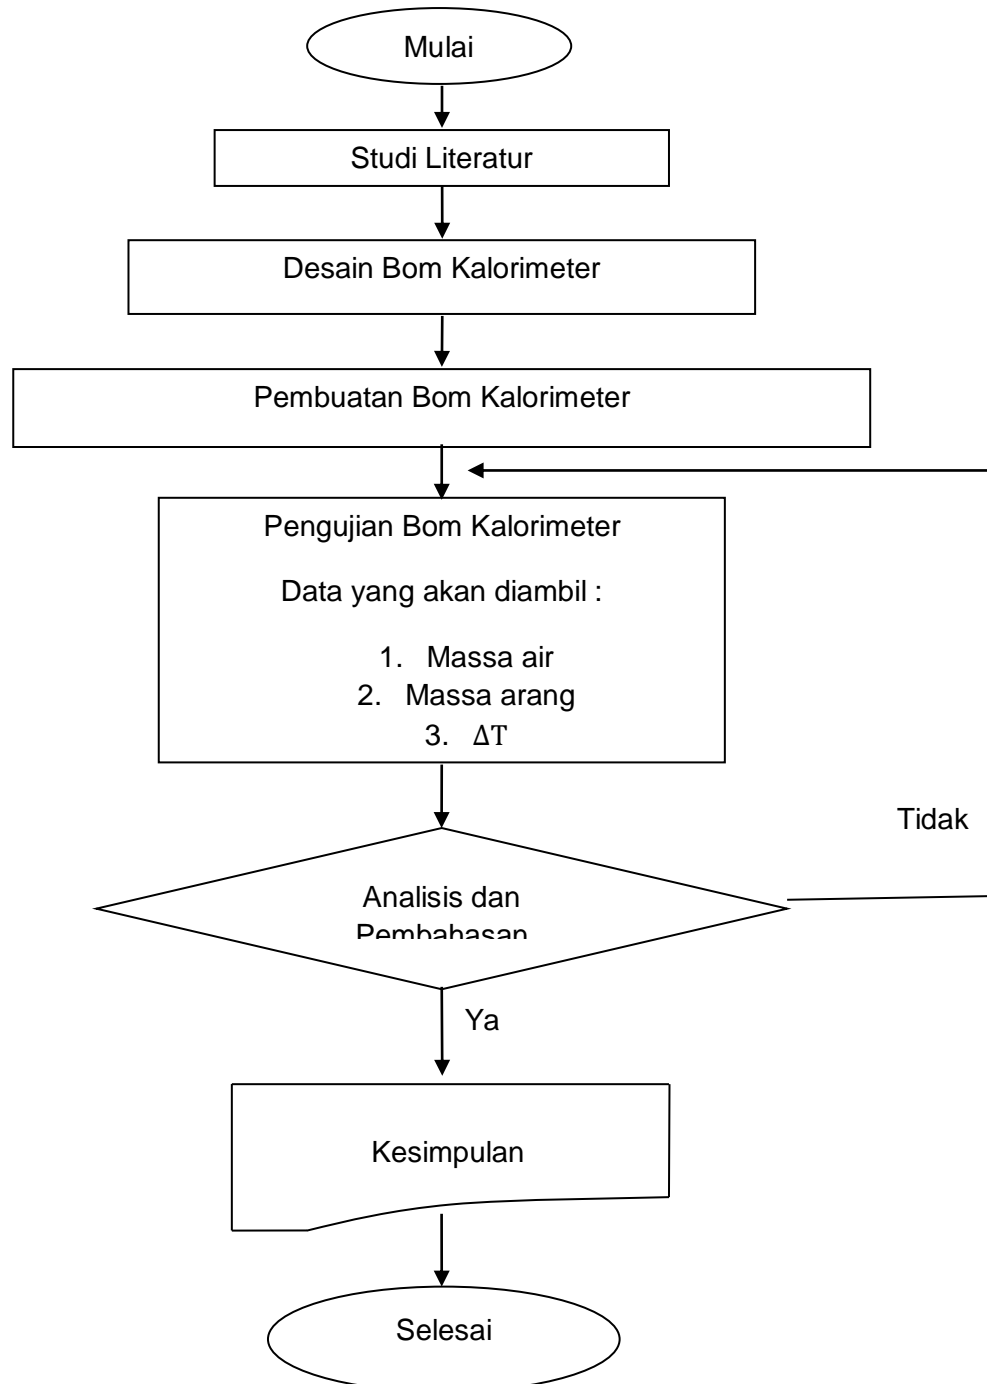 Mulai
Studi Literatur
Desain Bom Kalorimeter
Pembuatan Bom Kalorimeter
Pengujian Bom Kalorimeter
Data yang akan diambil :
1. Massa air
2. Massa arang
3. ΔT
Tidak
Analisis dan
Pembahasan
Ya
Kesimpulan
Selesai